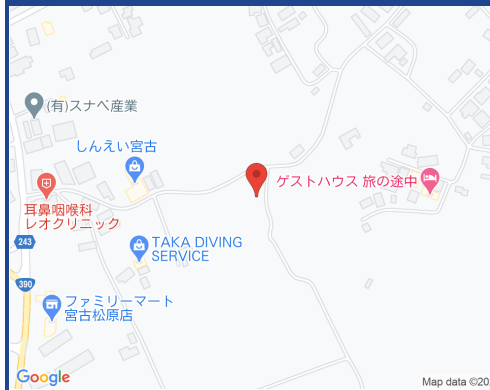 (有)スナベ産業
しんえい宮古
ゲストハウス 旅の途中
耳鼻咽喉科
レオクリニック
TAKA DIVING
SERVICE
243
390
ファミリーマート
宮古松原店
Google
Map data ©20